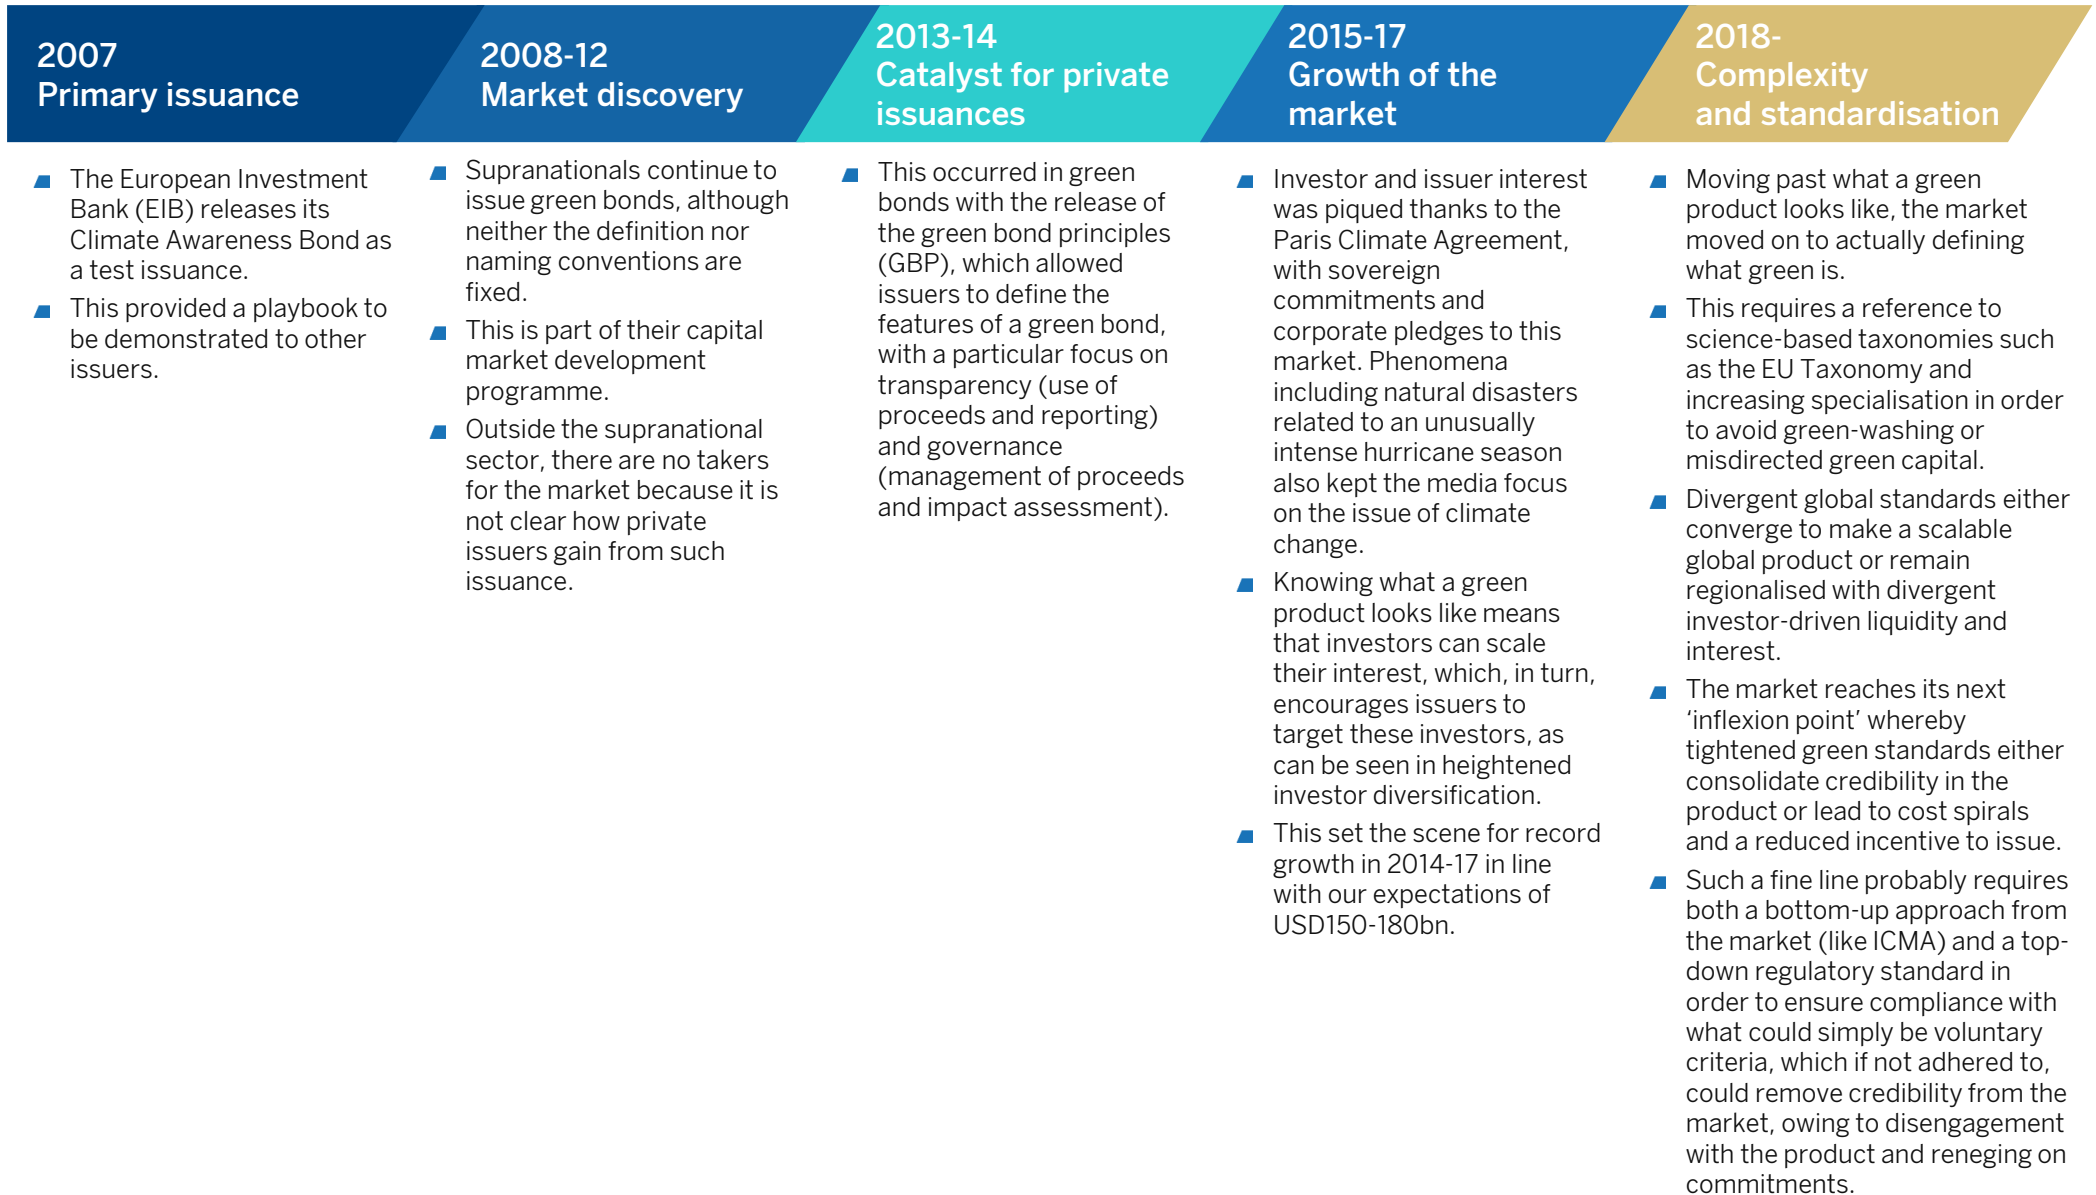 2007
Primary issuance
The European Investment
Bank (EIB) releases its
Climate Awareness Bond as
a test issuance.
This provided a playbook to
be demonstrated to other
issuers.
2008-12
Market discovery
Supranationals continue to
issue green bonds, although
neither the definition nor
naming conventions are
fixed.
This is part of their capital
market development
programme.
Outside the supranational
sector, there are no takers
for the market because it is
not clear how private
issuers gain from such
issuance.
2013-14
Catalyst for private
issuances
This occurred in green
bonds with the release of
the green bond principles
(GBP), which allowed
issuers to define the
features of a green bond,
with a particular focus on
transparency (use of
proceeds and reporting)
and governance
(management of proceeds
and impact assessment).
2015-17
Growth of the
market
Investor and issuer interest
was piqued thanks to the
Paris Climate Agreement,
with sovereign
commitments and
corporate pledges to this
market. Phenomena
including natural disasters
related to an unusually
intense hurricane season
also kept the media focus
on the issue of climate
change.
Knowing what a green
product looks like means
that investors can scale
their interest, which, in turn,
encourages issuers to
target these investors, as
can be seen in heightened
investor diversification.
This set the scene for record
growth in 2014-17 in line
with our expectations of
USD150-180bn.
2018-
Complexity
and standardisation
Moving past what a green
product looks like, the market
moved on to actually defining
what green is.
This requires a reference to
science-based taxonomies such
as the EU Taxonomy and
increasing specialisation in order
to avoid green-washing or
misdirected green capital.
Divergent global standards either
converge to make a scalable
global product or remain
regionalised with divergent
investor-driven liquidity and
interest.
The market reaches its next
‘inflexion point’ whereby
tightened green standards either
consolidate credibility in the
product or lead to cost spirals
and a reduced incentive to issue.
Such a fine line probably requires
both a bottom-up approach from
the market (like ICMA) and a top-
down regulatory standard in
order to ensure compliance with
what could simply be voluntary
criteria, which if not adhered to,
could remove credibility from the
market, owing to disengagement
with the product and reneging on
commitments.